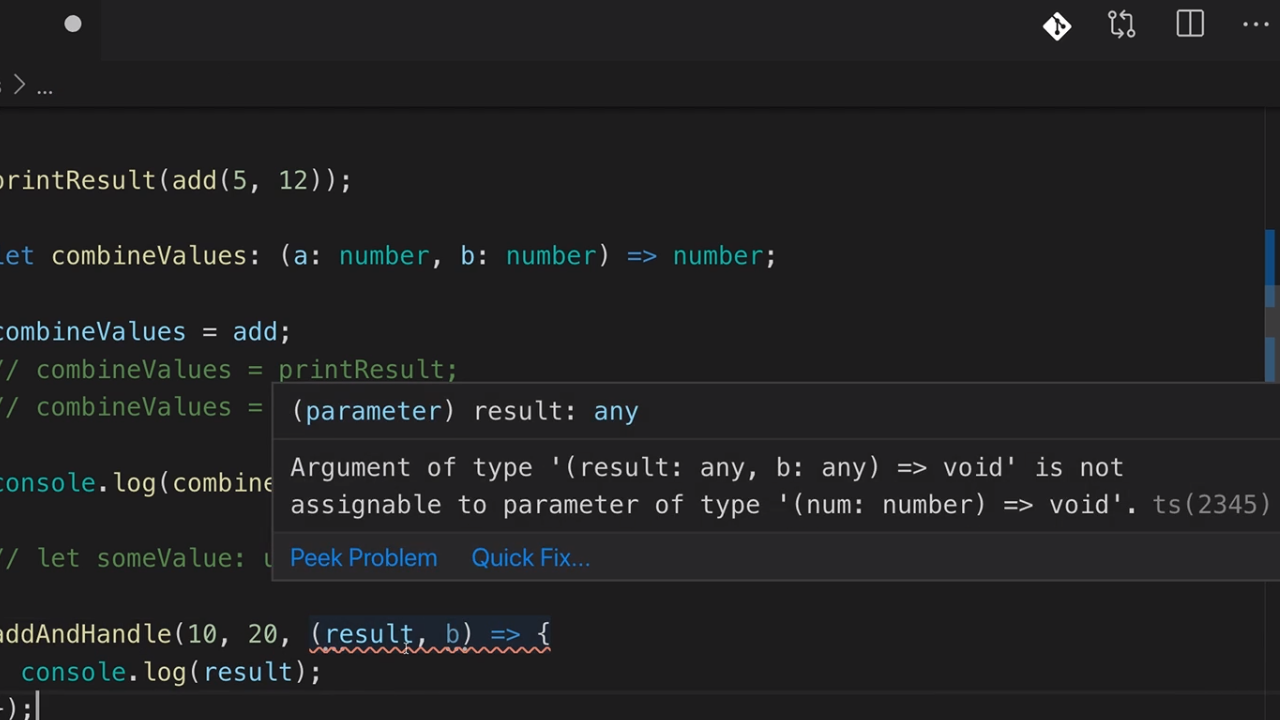 ...
printResult(add(5, 12));
let combineValues: (a: number, b: number) => number;
combineValues = add;
// combineValues = printResult;
// combineValues =
(parameter) result: any
Argument of type '(result: any, b: any) => void' is not
assignable to parameter of type '(num: number) => void'. ts(2345)
console.log(combine
Peek Problem Quick Fix...
// let someValue: u
addAndHandle(10, 20, (result, b) => {
console.log(result);
});